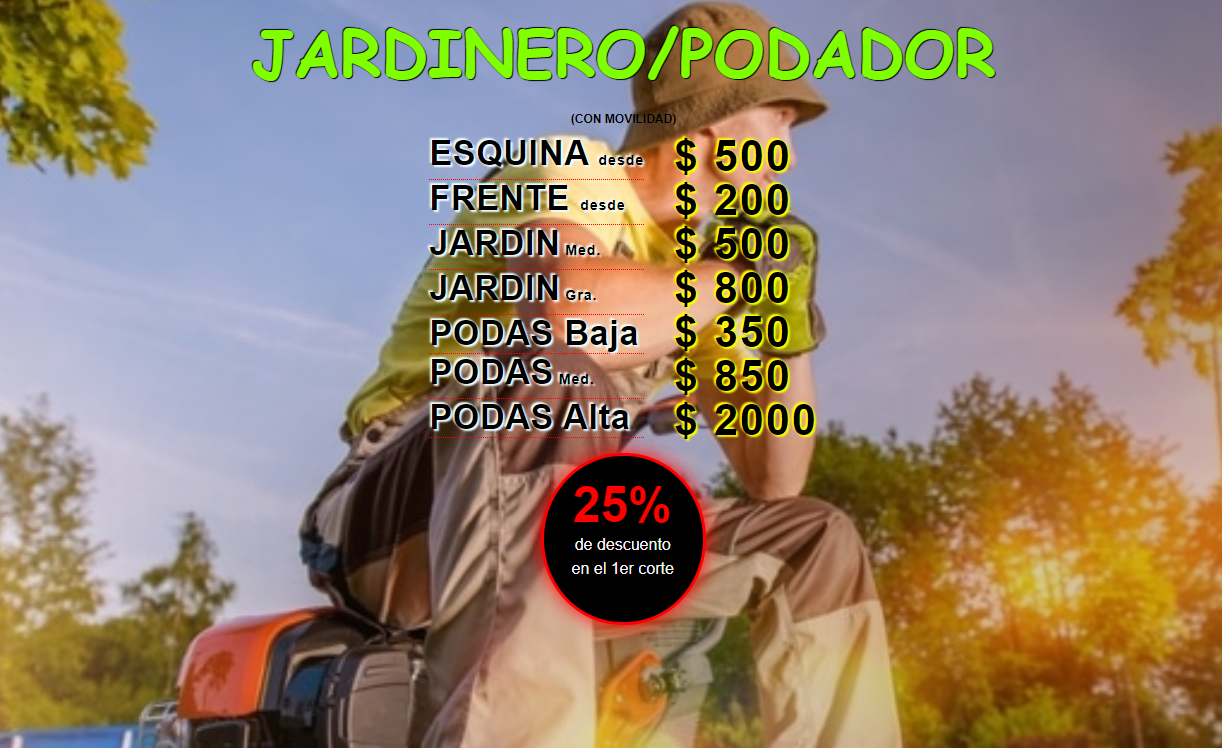 JARDINERO/PODADOR
(CON MOVILIDAD)
ESQUINA desde $ 500
FRENTE desde $ 200
JARDIN Med. $ 500
JARDIN Gra. $ 800
PODAS Baja $ 350
PODAS Med. $ 850
PODAS Alta $ 2000
25%
de descuento
en el 1er corte